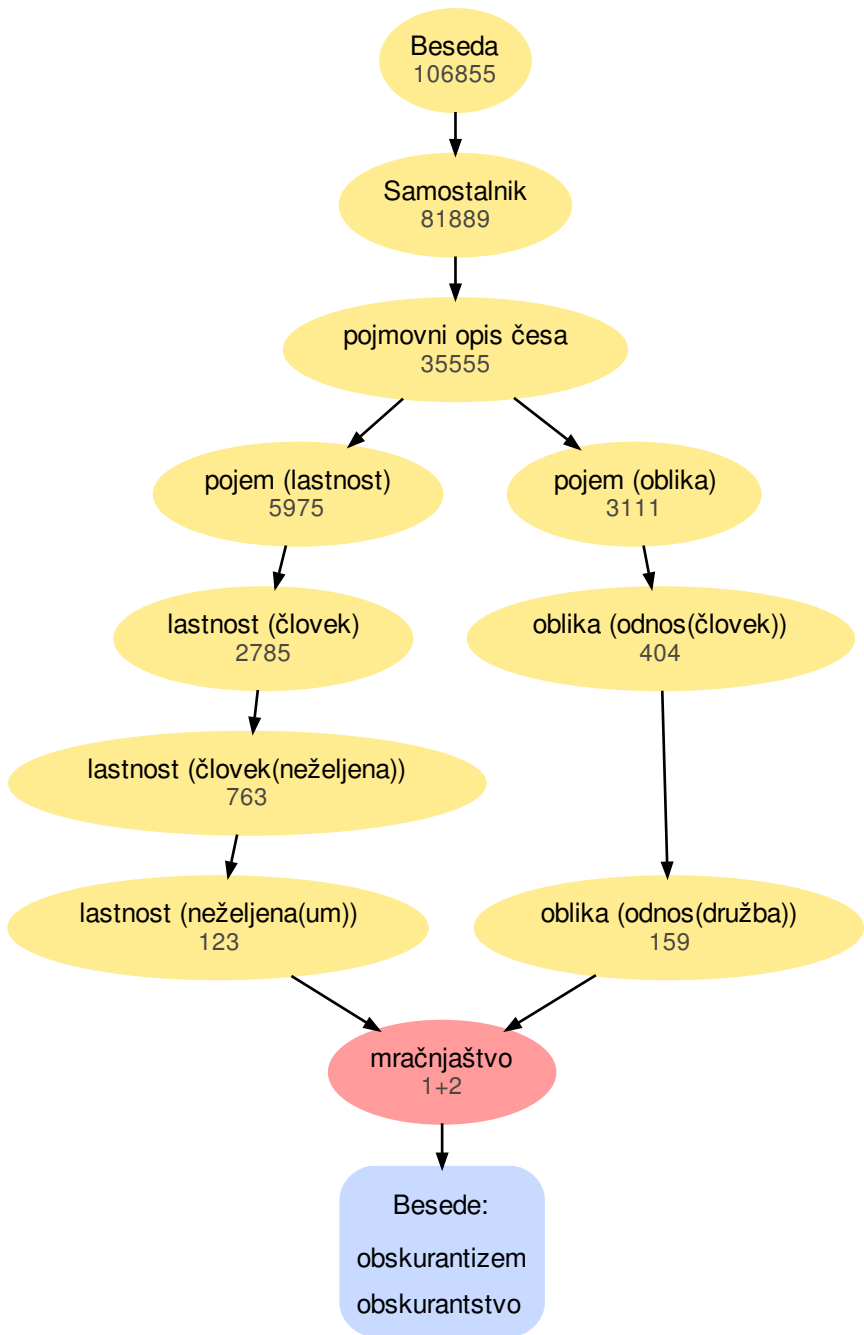 Beseda
106855
Samostalnik
81889
pojmovni opis česa
35555
pojem (lastnost)
5975
pojem (oblika)
3111
lastnost (človek)
2785
oblika (odnos(človek))
404
lastnost (človek(neželjena))
763
lastnost (neželjena(um))
123
oblika (odnos(družba))
159
mračnjaštvo
1+2
Besede:
obskurantizem
obskurantstvo